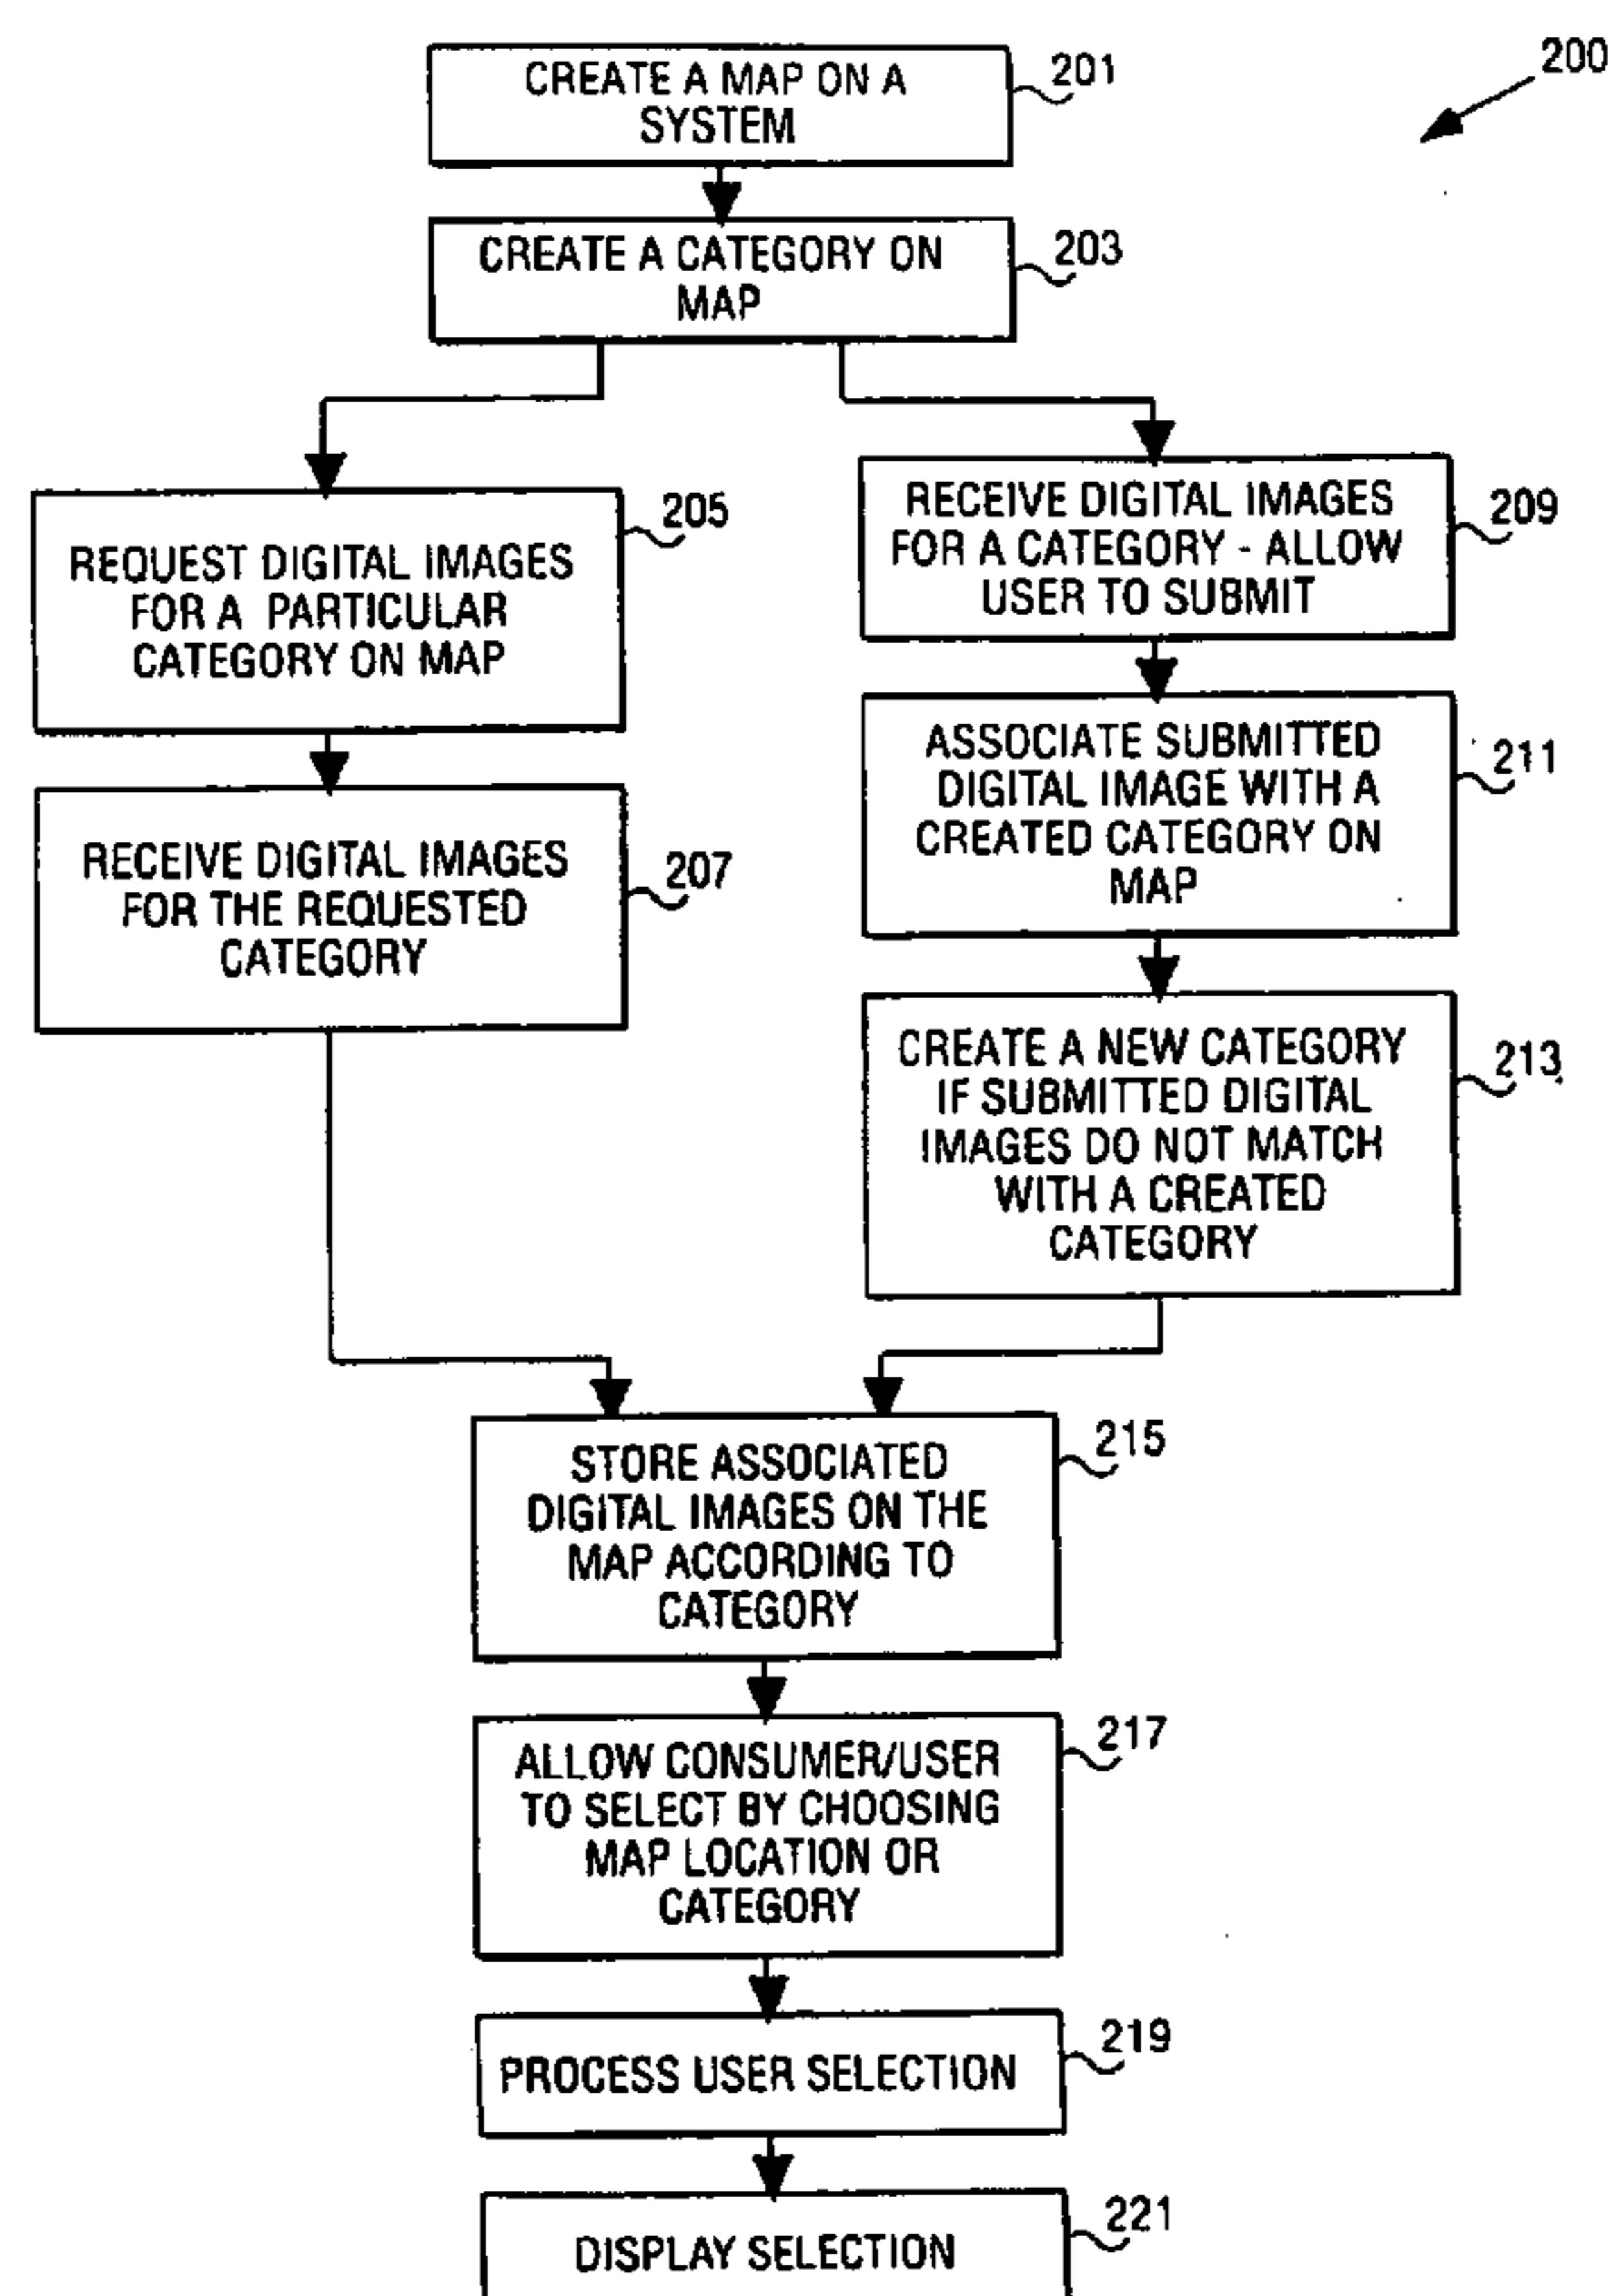 200
CREATE A MAP ON A
SYSTEM
201
CREATE A CATEGORY ON
MAP
203
REQUEST DIGITAL IMAGES
FOR A PARTICULAR
CATEGORY ON MAP
205
RECEIVE DIGITAL IMAGES
FOR THE REQUESTED
CATEGORY
207
RECEIVE DIGITAL IMAGES
FOR A CATEGORY - ALLOW
USER TO SUBMIT
209
ASSOCIATE SUBMITTED
DIGITAL IMAGE WITH A
CREATED CATEGORY ON
MAP
211
CREATE A NEW CATEGORY
IF SUBMITTED DIGITAL
IMAGES DO NOT MATCH
WITH A CREATED
CATEGORY
213
STORE ASSOCIATED
DIGITAL IMAGES ON THE
MAP ACCORDING TO
CATEGORY
215
ALLOW CONSUMER/USER
TO SELECT BY CHOOSING
MAP LOCATION OR
CATEGORY
217
PROCESS USER SELECTION
219
DISPLAY SELECTION
221